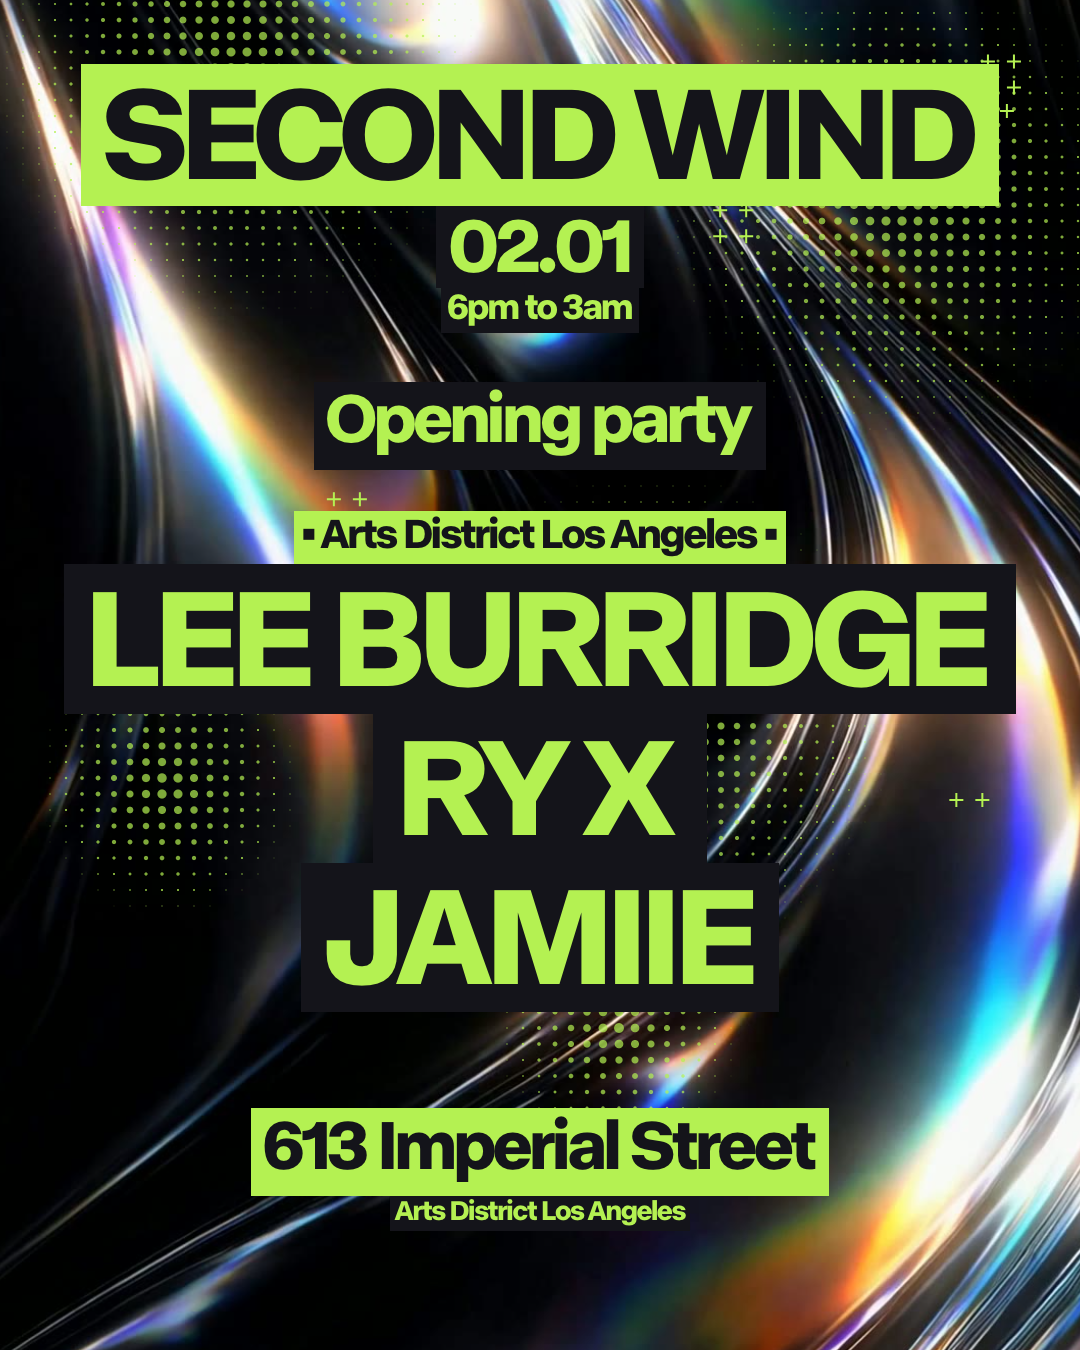 SECOND WIND
02.01
6pm to 3am
Opening party
▪ Arts District Los Angeles ▪
LEE BURRIDGE
RY X
JAMIIE
613 Imperial Street
Arts District Los Angeles